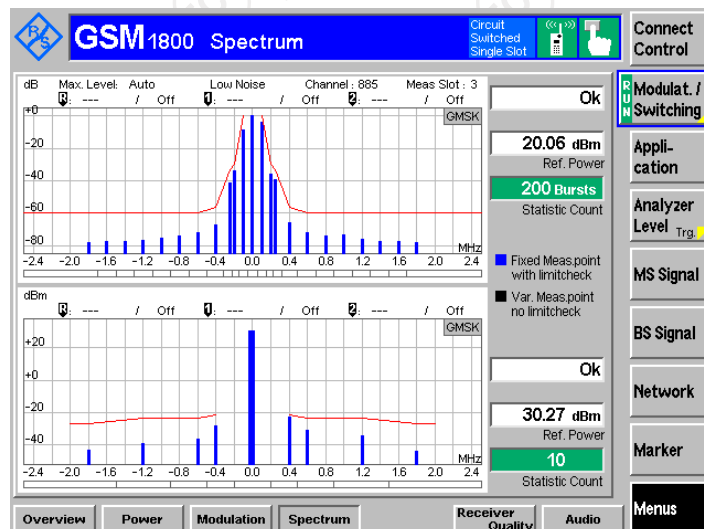 R&S
GSM 1800 Spectrum
Circuit
Switched
Single Slot
Connect
Control
dB Max. Level: Auto Low Noise Channel : 885 Meas Slot : 3
R: --- / Off 1: --- / Off 2: --- / Off
GMSK
+0
-20
-40
-60
-80
MHz
-2.4 -2.0 -1.6 -1.2 -0.8 -0.4 0.0 0.4 0.8 1.2 1.6 2.0 2.4
Ok
20.06 dBm
Ref. Power
200 Bursts
Statistic Count
Fixed Meas.point
with limitcheck
Var. Meas.point
no limitcheck
dBm
R: --- / Off 1: --- / Off 2: --- / Off
GMSK
+20
+0
-20
-40
MHz
-2.4 -2.0 -1.6 -1.2 -0.8 -0.4 0.0 0.4 0.8 1.2 1.6 2.0 2.4
Ok
30.27 dBm
Ref. Power
10
Statistic Count
RUN
Modulat. /
Switching
Appli-
cation
Analyzer
Level Trg.
MS Signal
BS Signal
Network
Marker
Menus
Overview
Power
Modulation
Spectrum
Receiver
Quality
Audio